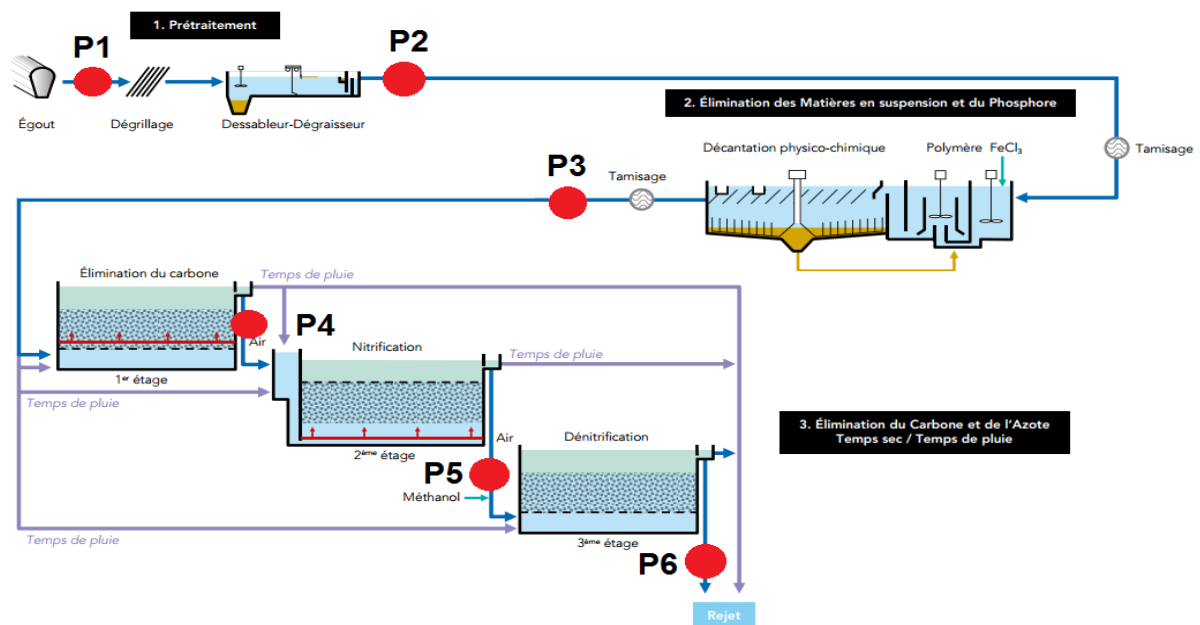 1. Prétraitement
P1
P2
Égout
Dégrillage
Dessableur-Dégraisseur
2. Élimination des Matières en suspension et du Phosphore
Décantation physico-chimique
Polymère FeCl₃
Tamisage
P3
Tamisage
Élimination du carbone
Temps de pluie
P4
Air
Nitrification
Temps de pluie
1er étage
Temps de pluie
3. Élimination du Carbone et de l'Azote
Temps sec / Temps de pluie
Air
Dénitrification
2ème étage
P5
Méthanol
Temps de pluie
3ème étage
P6
Rejet